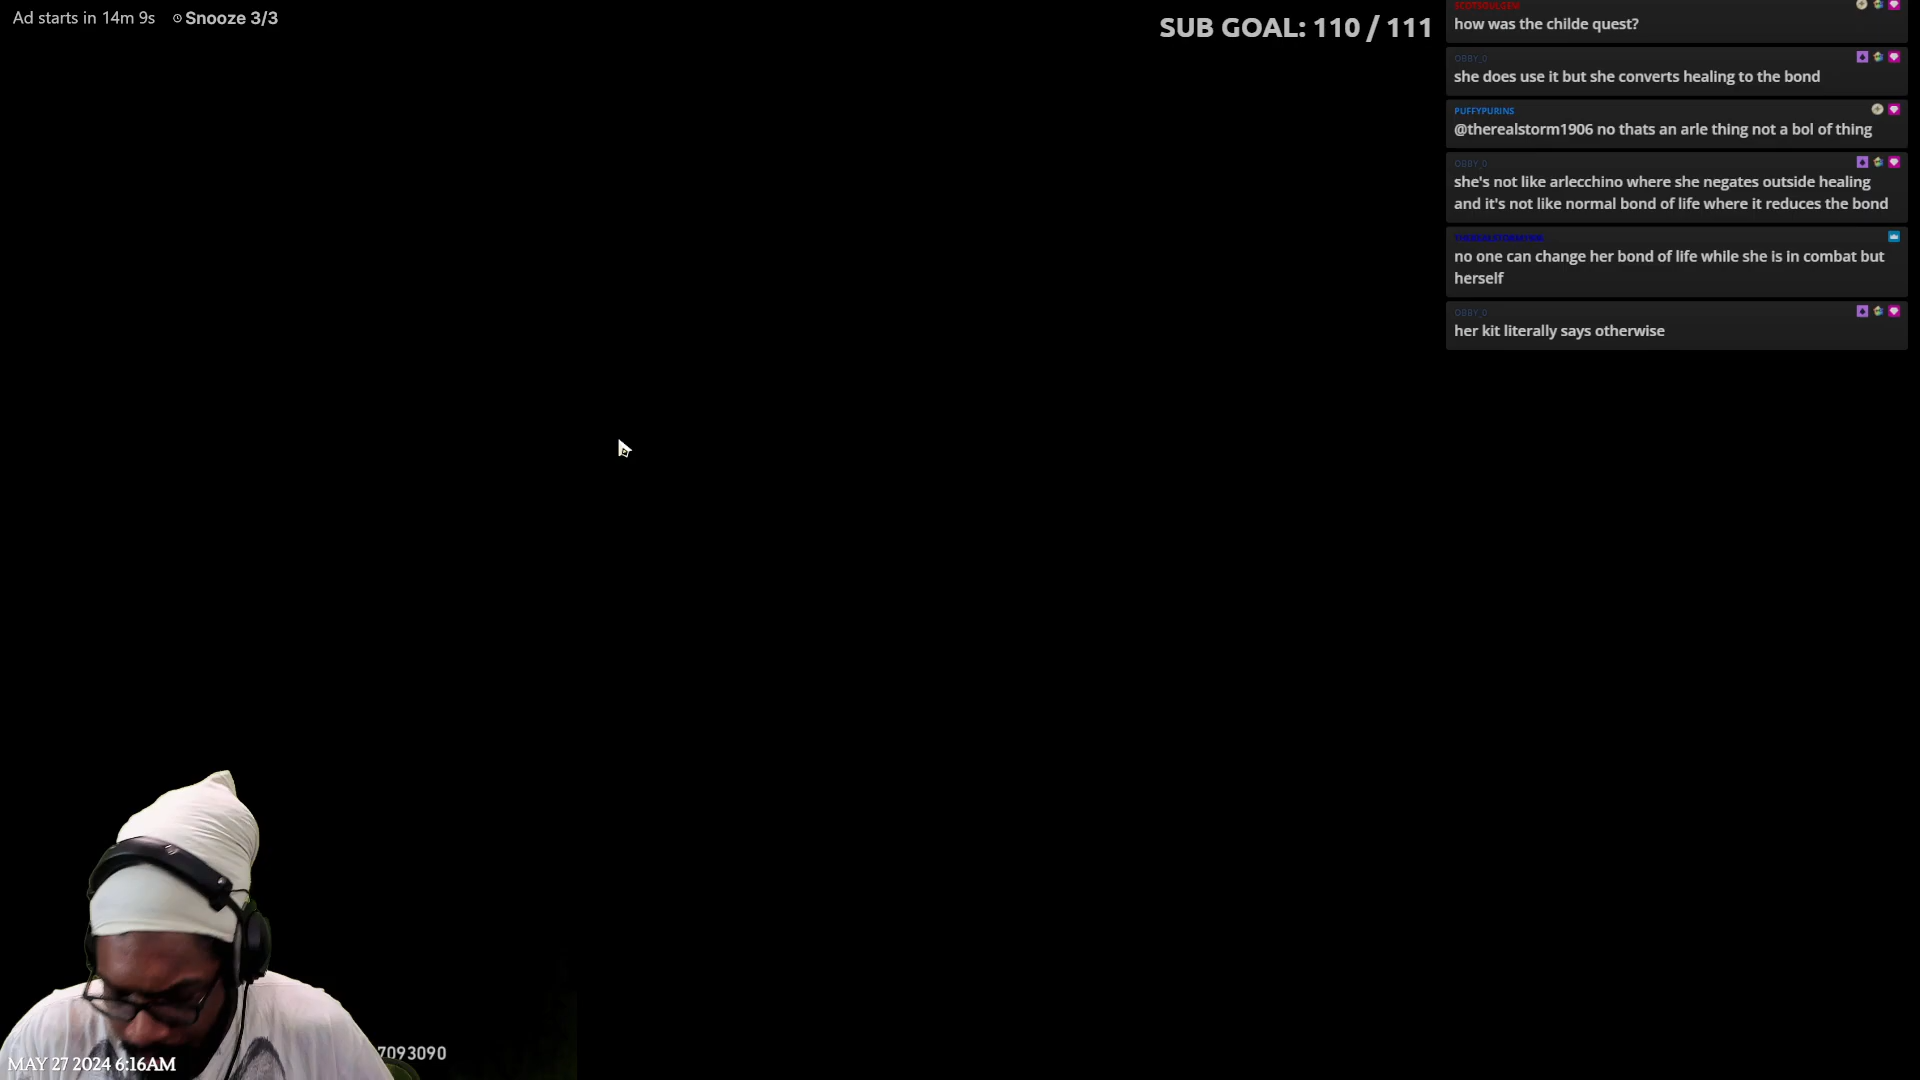 Ad starts in 14m 9s
Snooze 3/3
SUB GOAL: 110 / 111
how was the childe quest?
OBBY_0
she does use it but she converts healing to the bond
PUFFYPURINS
@therealstorm1906 no thats an arle thing not a bol of thing
OBBY_0
she's not like arlecchino where she negates outside healing
and it's not like normal bond of life where it reduces the bond
no one can change her bond of life while she is in combat but
herself
OBBY_0
her kit literally says otherwise
7093090
MAY 27 2024 6:16AM